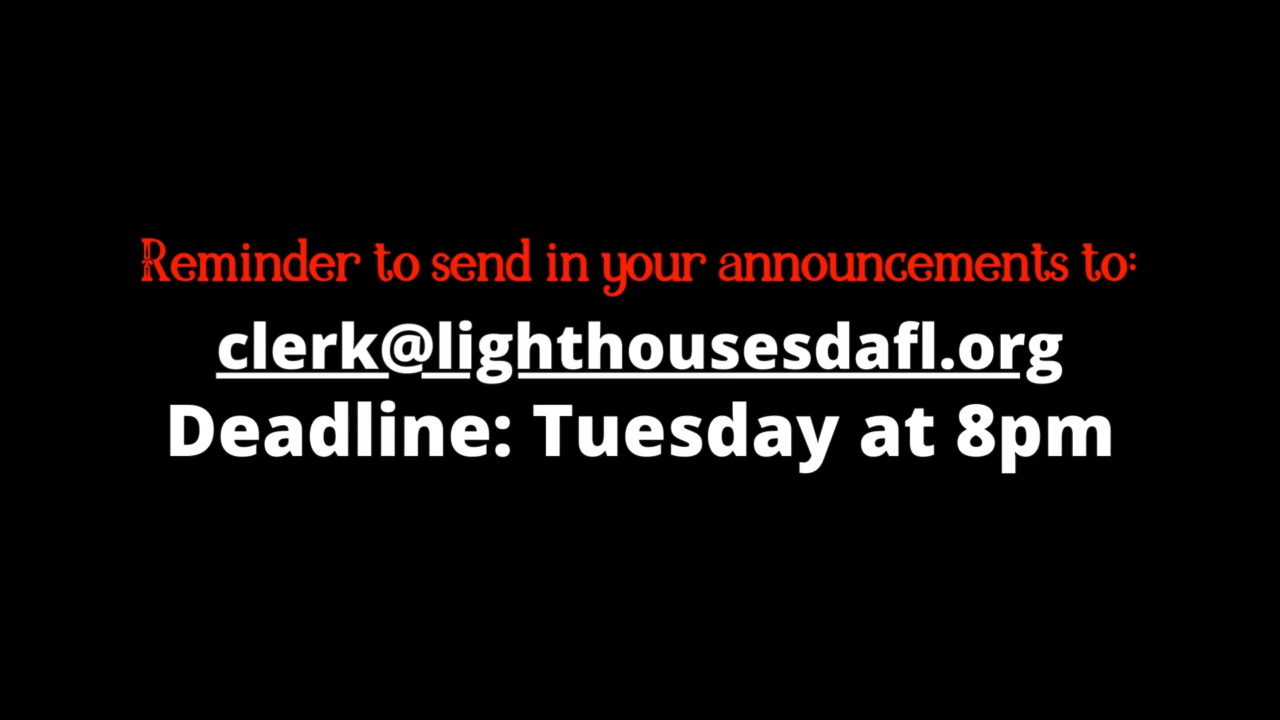 Reminder to send in your announcements to:
clerk@lighthousesdafl.org
Deadline: Tuesday at 8pm